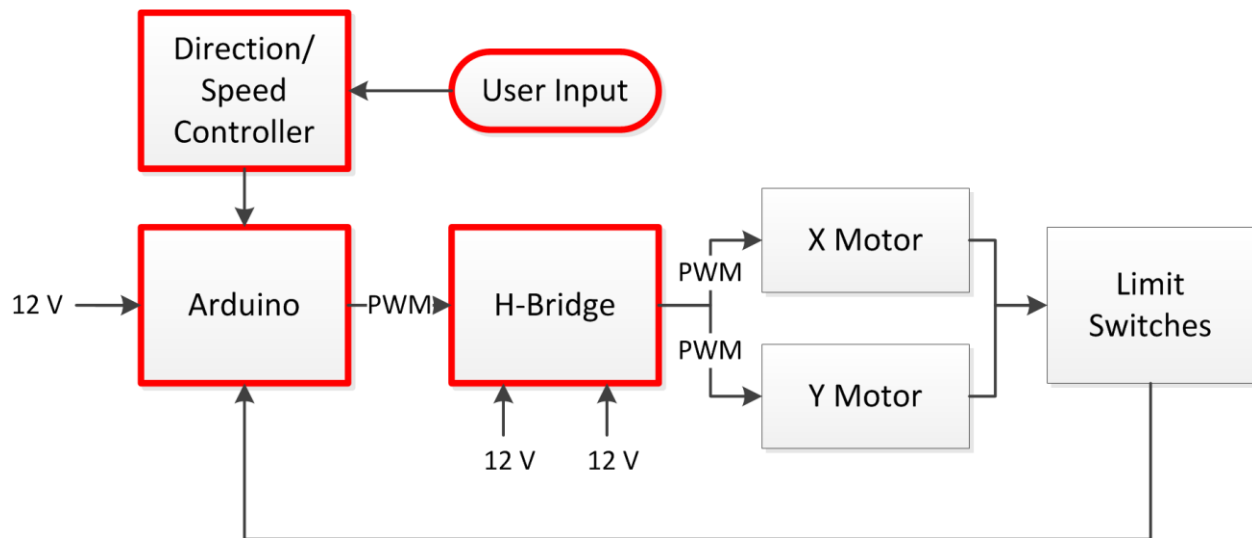 Direction/
Speed
Controller
User Input
12 V
Arduino
PWM
H-Bridge
12 V
12 V
PWM
PWM
X Motor
Y Motor
Limit
Switches